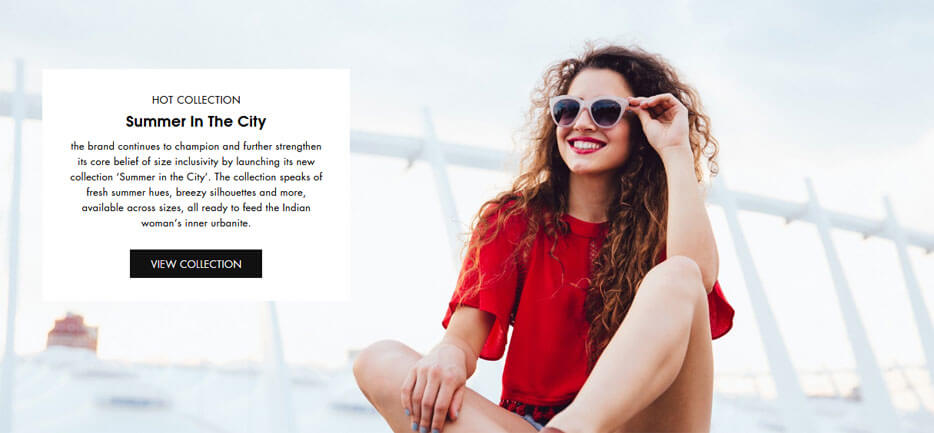 HOT COLLECTION
Summer In The City
the brand continues to champion and further strengthen
its core belief of size inclusivity by launching its new
collection ‘Summer in the City’. The collection speaks of
fresh summer hues, breezy silhouettes and more,
available across sizes, all ready to feed the Indian
woman’s inner urbanite.
VIEW COLLECTION